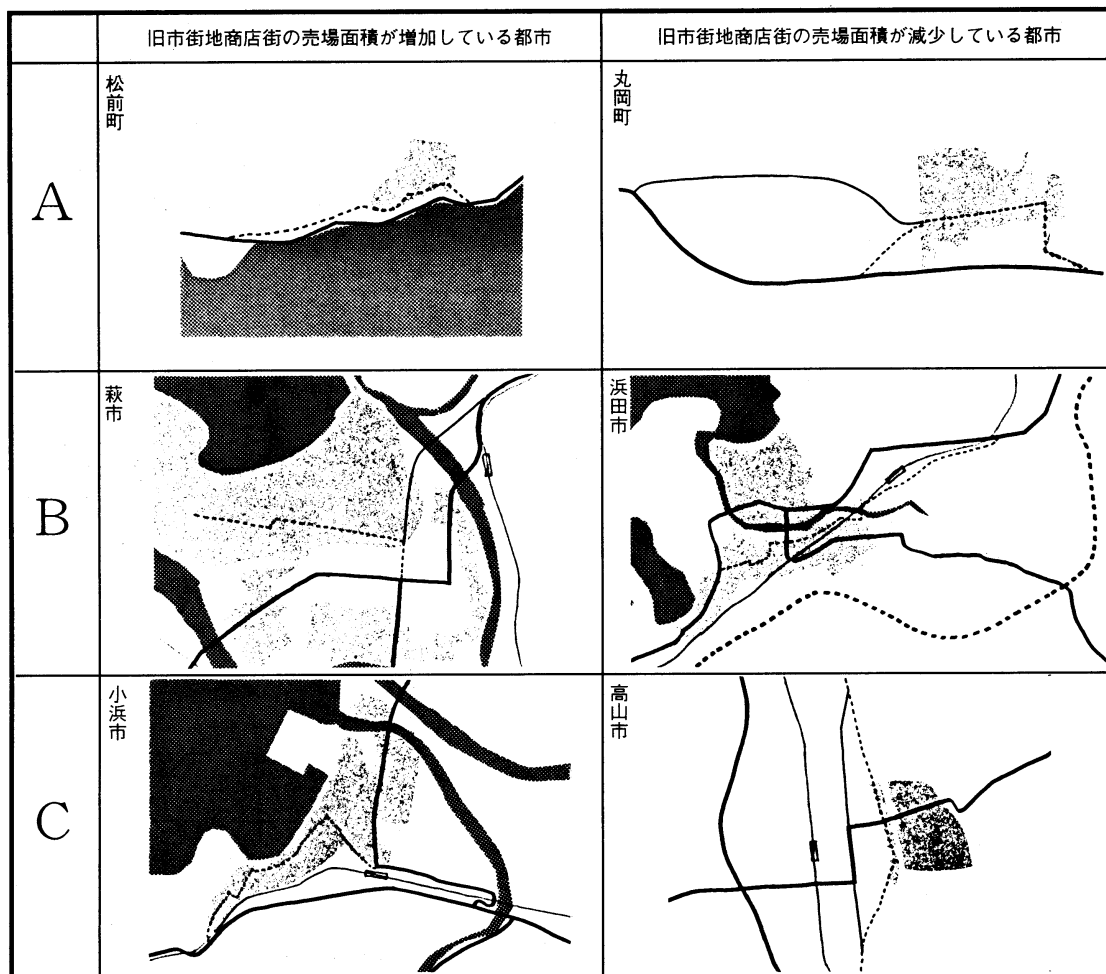 旧市街地商店街の売場面積が増加している都市
旧市街地商店街の売場面積が減少している都市
A
松前町
丸岡町
B
萩市
浜田市
C
小浜市
高山市